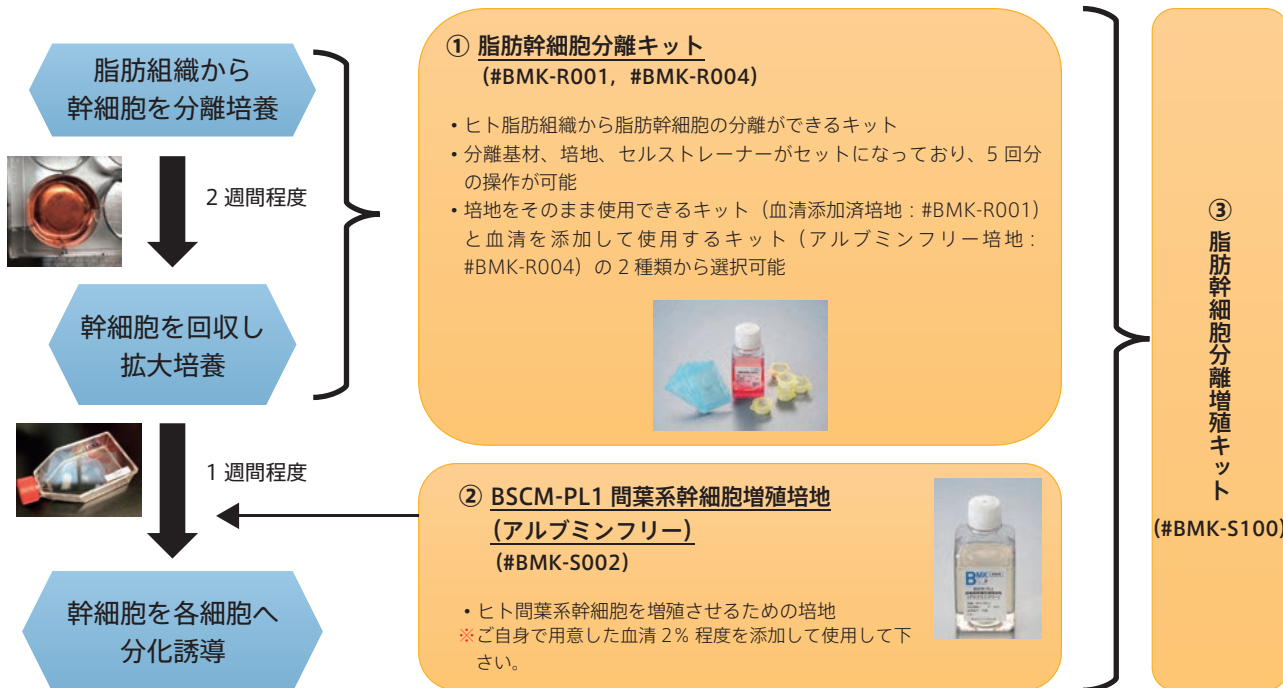 脂肪組織から
幹細胞を分離培養
2 週間程度
幹細胞を回収し
拡大培養
1 週間程度
幹細胞を各細胞へ
分化誘導
① 脂肪幹細胞分離キット
(#BMK-R001, #BMK-R004)
・ヒト脂肪組織から脂肪幹細胞の分離ができるキット
・分離基材、培地、セルストレーナーがセットになっており、5 回分
の操作が可能
・培地をそのまま使用できるキット（血清添加済培地：#BMK-R001）
と血清を添加して使用するキット（アルブミンフリー培地：
#BMK-R004）の 2 種類から選択可能
② BSCM-PL1 間葉系幹細胞増殖培地
(アルブミンフリー)
(#BMK-S002)
・ヒト間葉系幹細胞を増殖させるための培地
※ご自身で用意した血清 2% 程度を添加して使用して下
さい。
BMK
③ 脂肪幹細胞分離増殖キット
(#BMK-S100)